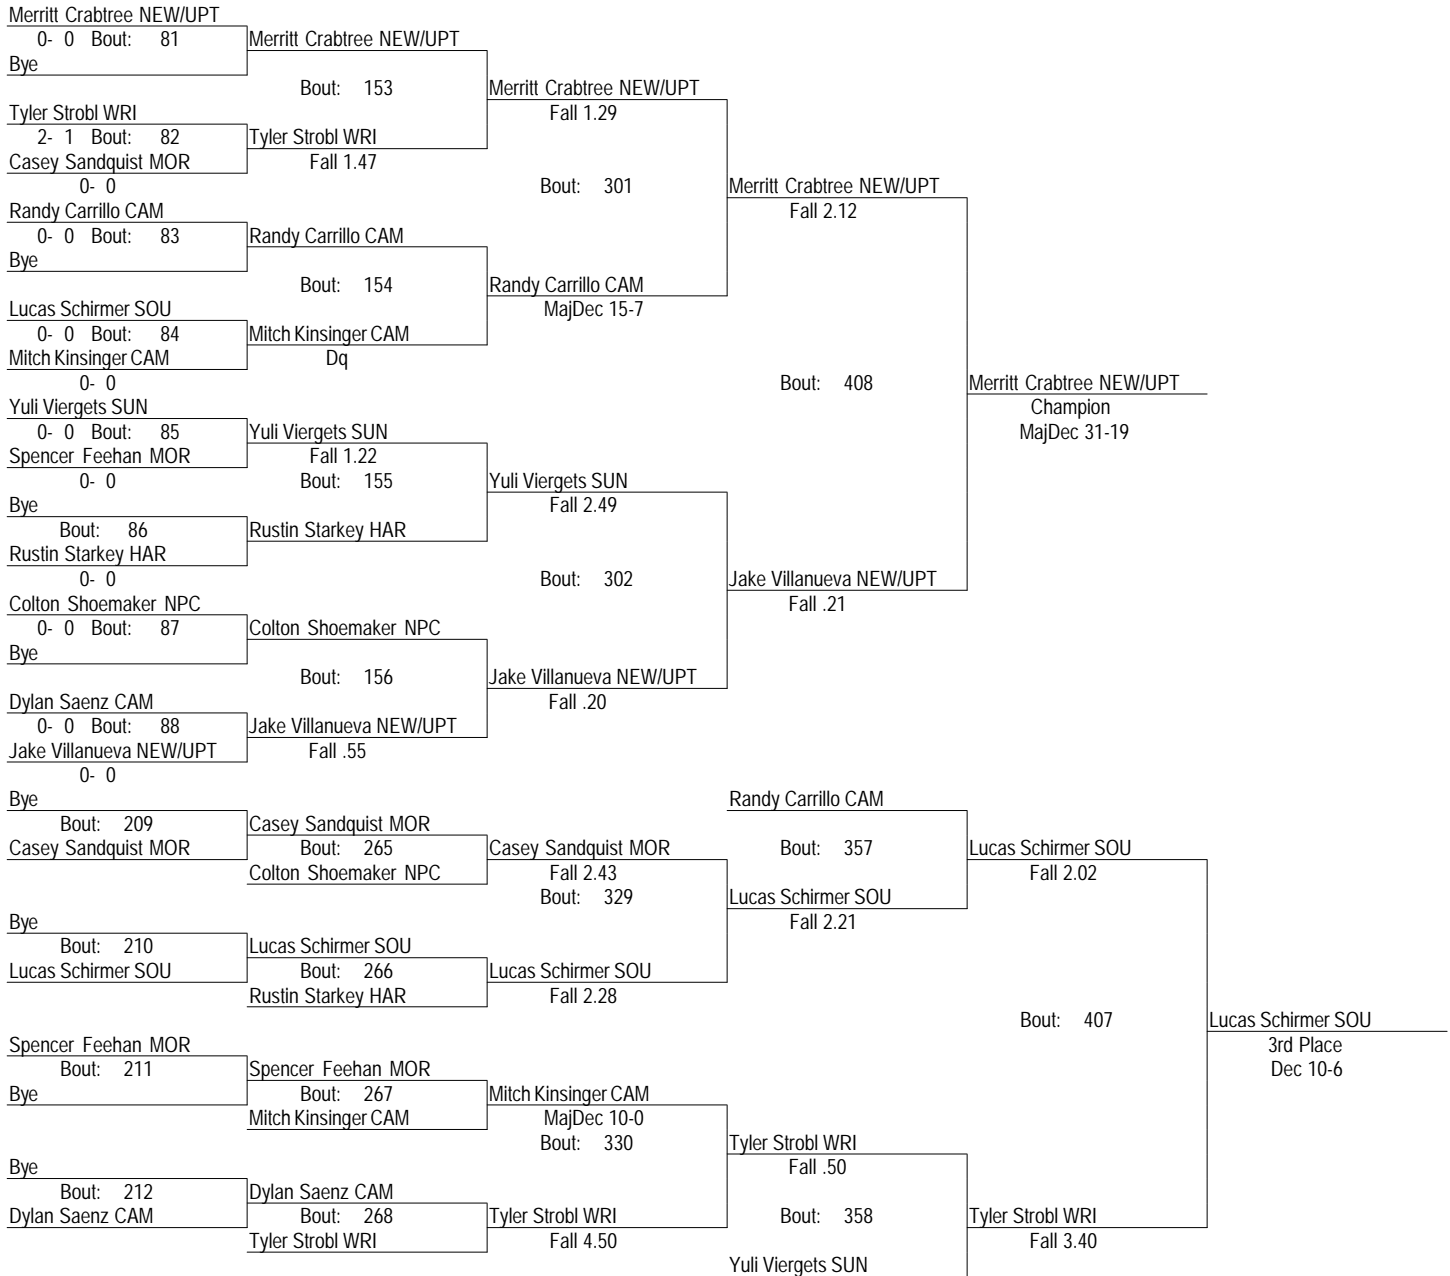 Merritt Crabtree NEW/UPT
0- 0 Bout: 81 Merritt Crabtree NEW/UPT
Bye
Bout: 153 Merritt Crabtree NEW/UPT
Tyler Strobl WRI Fall 1.29
2- 1 Bout: 82 Tyler Strobl WRI
Casey Sandquist MOR Fall 1.47
0- 0 Bout: 301 Merritt Crabtree NEW/UPT
Randy Carrillo CAM Fall 2.12
0- 0 Bout: 83 Randy Carrillo CAM
Bye
Bout: 154 Randy Carrillo CAM
Lucas Schirmer SOU MajDec 15-7
0- 0 Bout: 84 Mitch Kinsinger CAM
Mitch Kinsinger CAM Dq
0- 0 Bout: 408 Merritt Crabtree NEW/UPT
Yuli Viergets SUN Champion
0- 0 Bout: 85 Yuli Viergets SUN MajDec 31-19
Spencer Feehan MOR Fall 1.22
0- 0 Bout: 155 Yuli Viergets SUN
Bye Fall 2.49
Bout: 86 Rustin Starkey HAR
Rustin Starkey HAR
0- 0 Bout: 302 Jake Villanueva NEW/UPT
Colton Shoemaker NPC Fall .21
0- 0 Bout: 87 Colton Shoemaker NPC
Bye
Bout: 156 Jake Villanueva NEW/UPT
Dylan Saenz CAM Fall .20
0- 0 Bout: 88 Jake Villanueva NEW/UPT
Jake Villanueva NEW/UPT Fall .55
0- 0
Bye Randy Carrillo CAM
Bout: 209 Casey Sandquist MOR
Casey Sandquist MOR Bout: 265 Casey Sandquist MOR Bout: 357 Lucas Schirmer SOU
Colton Shoemaker NPC Fall 2.43 Fall 2.02
Bout: 329 Lucas Schirmer SOU
Bye Fall 2.21
Bout: 210 Lucas Schirmer SOU
Lucas Schirmer SOU Bout: 266 Lucas Schirmer SOU
Rustin Starkey HAR Fall 2.28
Bout: 407 Lucas Schirmer SOU
Spencer Feehan MOR 3rd Place
Bout: 211 Spencer Feehan MOR Dec 10-6
Bye Bout: 267 Mitch Kinsinger CAM
Mitch Kinsinger CAM MajDec 10-0
Bout: 330 Tyler Strobl WRI
Bye Fall .50
Bout: 212 Dylan Saenz CAM
Dylan Saenz CAM Bout: 268 Tyler Strobl WRI Bout: 358 Tyler Strobl WRI
Tyler Strobl WRI Fall 4.50 Fall 3.40
Yuli Viergets SUN